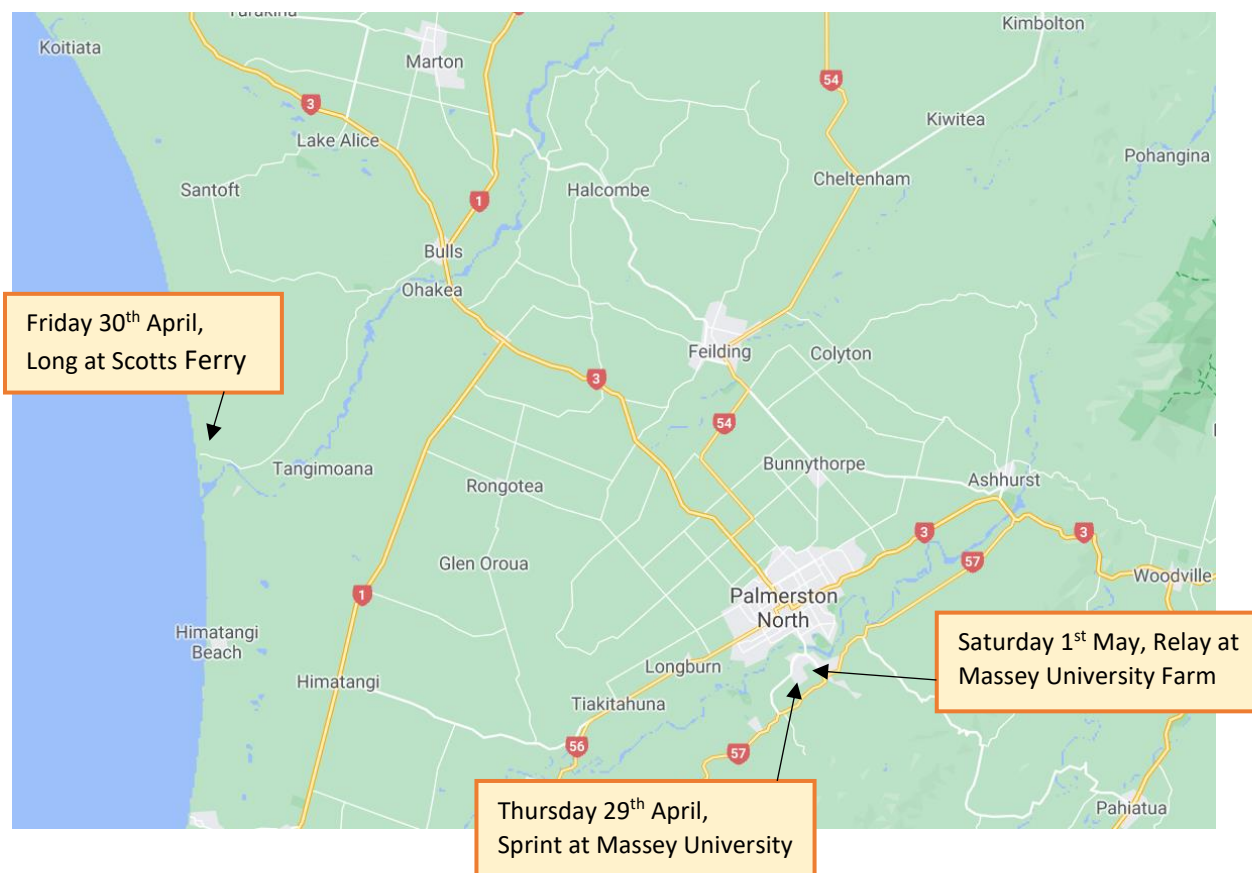 Turakina
Kimbolton
Koitiata
Marton
54
3
Kiwitea
Lake Alice
Pohangina
Cheltenham
Santoft
Halcombe
1
Bulls
Ohakea
Friday 30th April,
Long at Scotts Ferry
Feilding
Colyton
3
54
Tangimoana
Bunnythorpe
Rongotea
Ashhurst
3
3
57
Glen Oroua
Woodville
1
Palmerston
North
Himatangi
Beach
Saturday 1st May, Relay at
Massey University Farm
Longburn
Himatangi
Tiakitahuna
56
57
Thursday 29th April,
Sprint at Massey University
Pahiatua